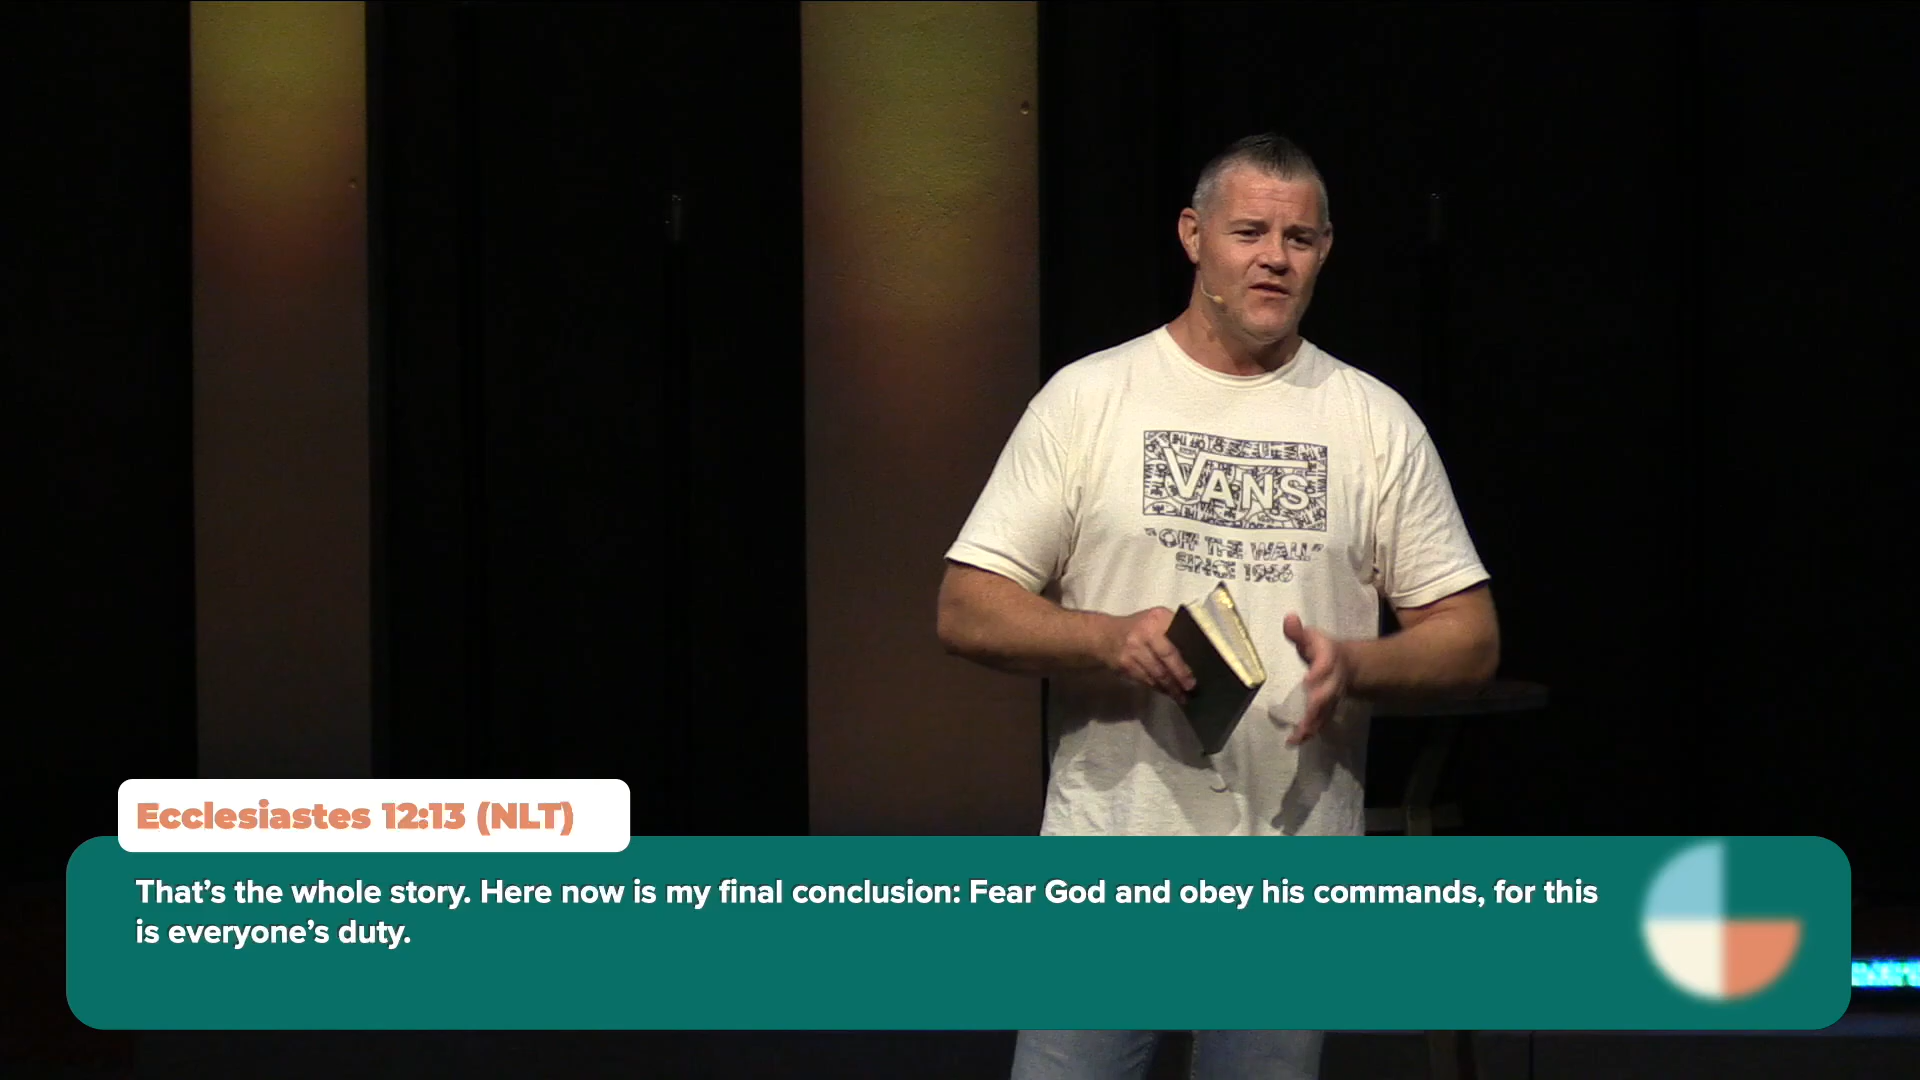 VANS
"OFF THE WALL"
SINCE 1966
Ecclesiastes 12:13 (NLT)
That’s the whole story. Here now is my final conclusion: Fear God and obey his commands, for this
is everyone’s duty.